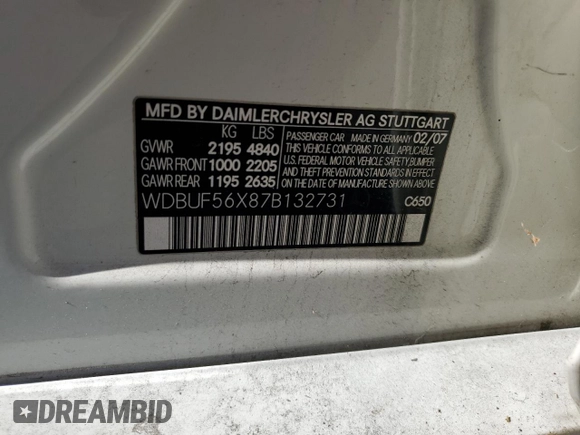 MFD BY DAIMLERCHRYSLER AG STUTTGART
KG LBS
GVWR 2195 4840
GAWR FRONT 1000 2205
GAWR REAR 1195 2635
PASSENGER CAR MADE IN GERMANY 02/07
THIS VEHICLE CONFORMS TO ALL APPLICABLE
U.S. FEDERAL MOTOR VEHICLE SAFETY, BUMPER
AND THEFT PREVENTION STANDARDS IN EFFECT
ON THE DATE OF MANUFACTURE SHOWN ABOVE.
WDBUF56X87B132731 C650
DREAMBID